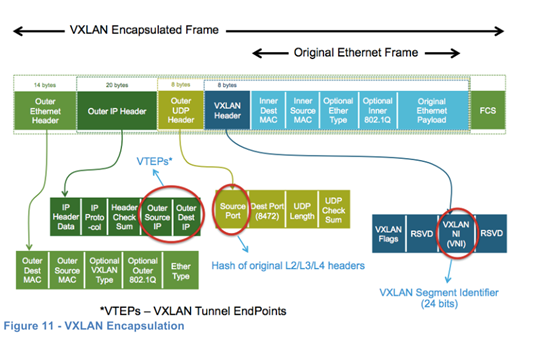 VXLAN Encapsulated Frame
Original Ethernet Frame
14 bytes
20 bytes
8 bytes
8 bytes
Outer Ethernet Header
Outer IP Header
Outer UDP Header
VXLAN Header
Inner Dest MAC
Inner Source MAC
Optional Ether Type
Optional Inner 802.1Q
Original Ethernet Payload
FCS
VTEPs*
IP Header Data
IP Proto-col
Header Check Sum
Outer Source IP
Outer Dest IP
Source Port
Dest Port (8472)
UDP Length
UDP Check Sum
VXLAN Flags
RSVD
VXLAN NI (VNI)
RSVD
Outer Dest MAC
Outer Source MAC
Optional VXLAN Type
Optional Outer 802.1Q
Ether Type
Hash of original L2/L3/L4 headers
VXLAN Segment Identifier
(24 bits)
*VTEPs – VXLAN Tunnel EndPoints
Figure 11 - VXLAN Encapsulation